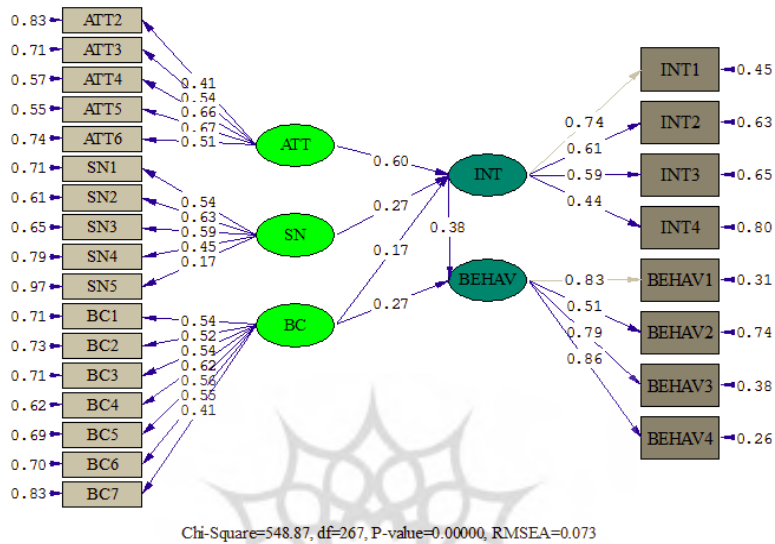 0.83 ATT2
0.71 ATT3
0.57 ATT4
0.55 ATT5
0.74 ATT6
0.71 SN1
0.61 SN2
0.65 SN3
0.79 SN4
0.97 SN5
0.71 BC1
0.73 BC2
0.71 BC3
0.62 BC4
0.69 BC5
0.70 BC6
0.83 BC7
0.41
0.54
0.66
0.67
0.51
0.54
0.63
0.59
0.45
0.17
0.54
0.52
0.54
0.62
0.56
0.55
0.41
ATT
SN
BC
0.60
0.27
0.17
0.27
0.38
INT
BEHAV
0.74
0.61
0.59
0.44
0.83
0.51
0.79
0.86
INT1 0.45
INT2 0.63
INT3 0.65
INT4 0.80
BEHAV1 0.31
BEHAV2 0.74
BEHAV3 0.38
BEHAV4 0.26
Chi-Square=548.87, df=267, P-value=0.00000, RMSEA=0.073